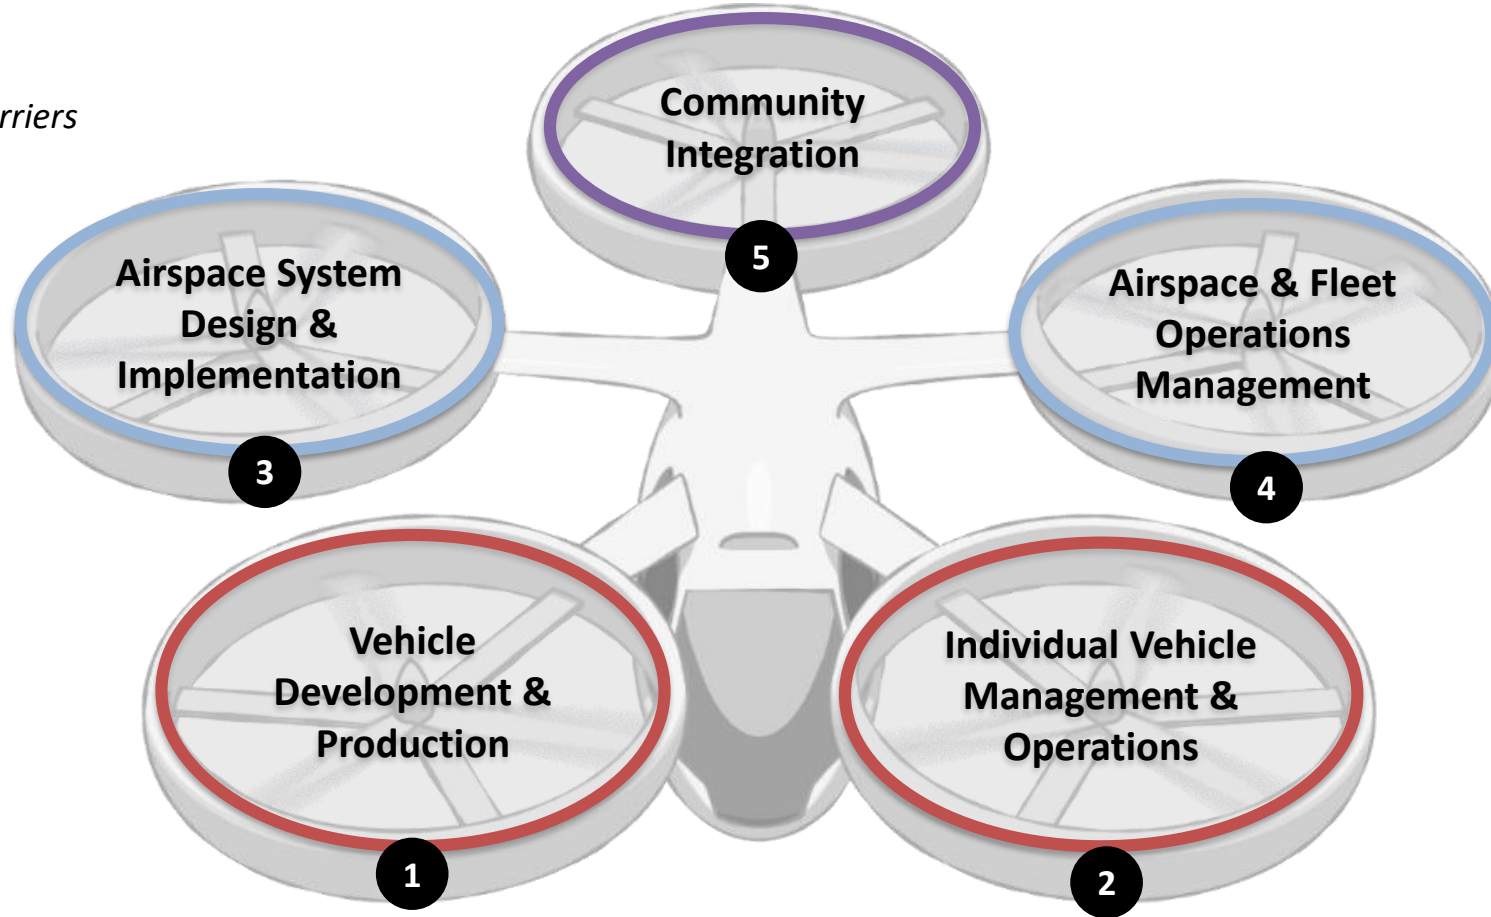 rriers
Community
Integration
5
Airspace System
Design &
Implementation
3
Airspace & Fleet
Operations
Management
4
Vehicle
Development &
Production
1
Individual Vehicle
Management &
Operations
2